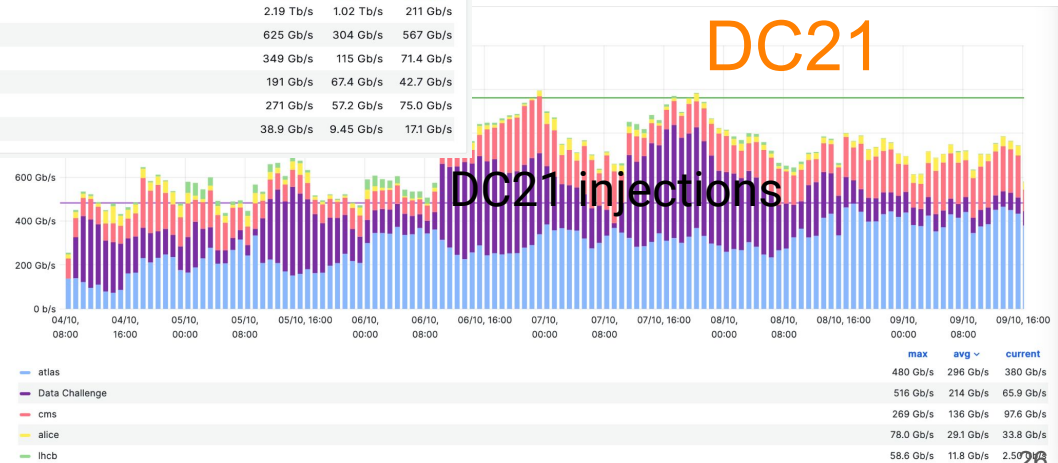 2.19 Tb/s 1.02 Tb/s 211 Gb/s
625 Gb/s 304 Gb/s 567 Gb/s
349 Gb/s 115 Gb/s 71.4 Gb/s
191 Gb/s 67.4 Gb/s 42.7 Gb/s
271 Gb/s 57.2 Gb/s 75.0 Gb/s
38.9 Gb/s 9.45 Gb/s 17.1 Gb/s
DC21
DC21 injections
600 Gb/s
400 Gb/s
200 Gb/s
0 b/s
04/10, 04/10, 05/10, 05/10, 05/10, 16:00 06/10, 06/10, 06/10, 16:00 07/10, 07/10, 07/10, 16:00 08/10, 08/10, 08/10, 16:00 09/10, 09/10, 09/10, 16:00
08:00 16:00 00:00 08:00 00:00 08:00 00:00 08:00 00:00 08:00 00:00 08:00
max avg current
atlas 480 Gb/s 296 Gb/s 380 Gb/s
Data Challenge 516 Gb/s 214 Gb/s 65.9 Gb/s
cms 269 Gb/s 136 Gb/s 97.6 Gb/s
alice 78.0 Gb/s 29.1 Gb/s 33.8 Gb/s
lhcb 58.6 Gb/s 11.8 Gb/s 2.50 Gb/s
26